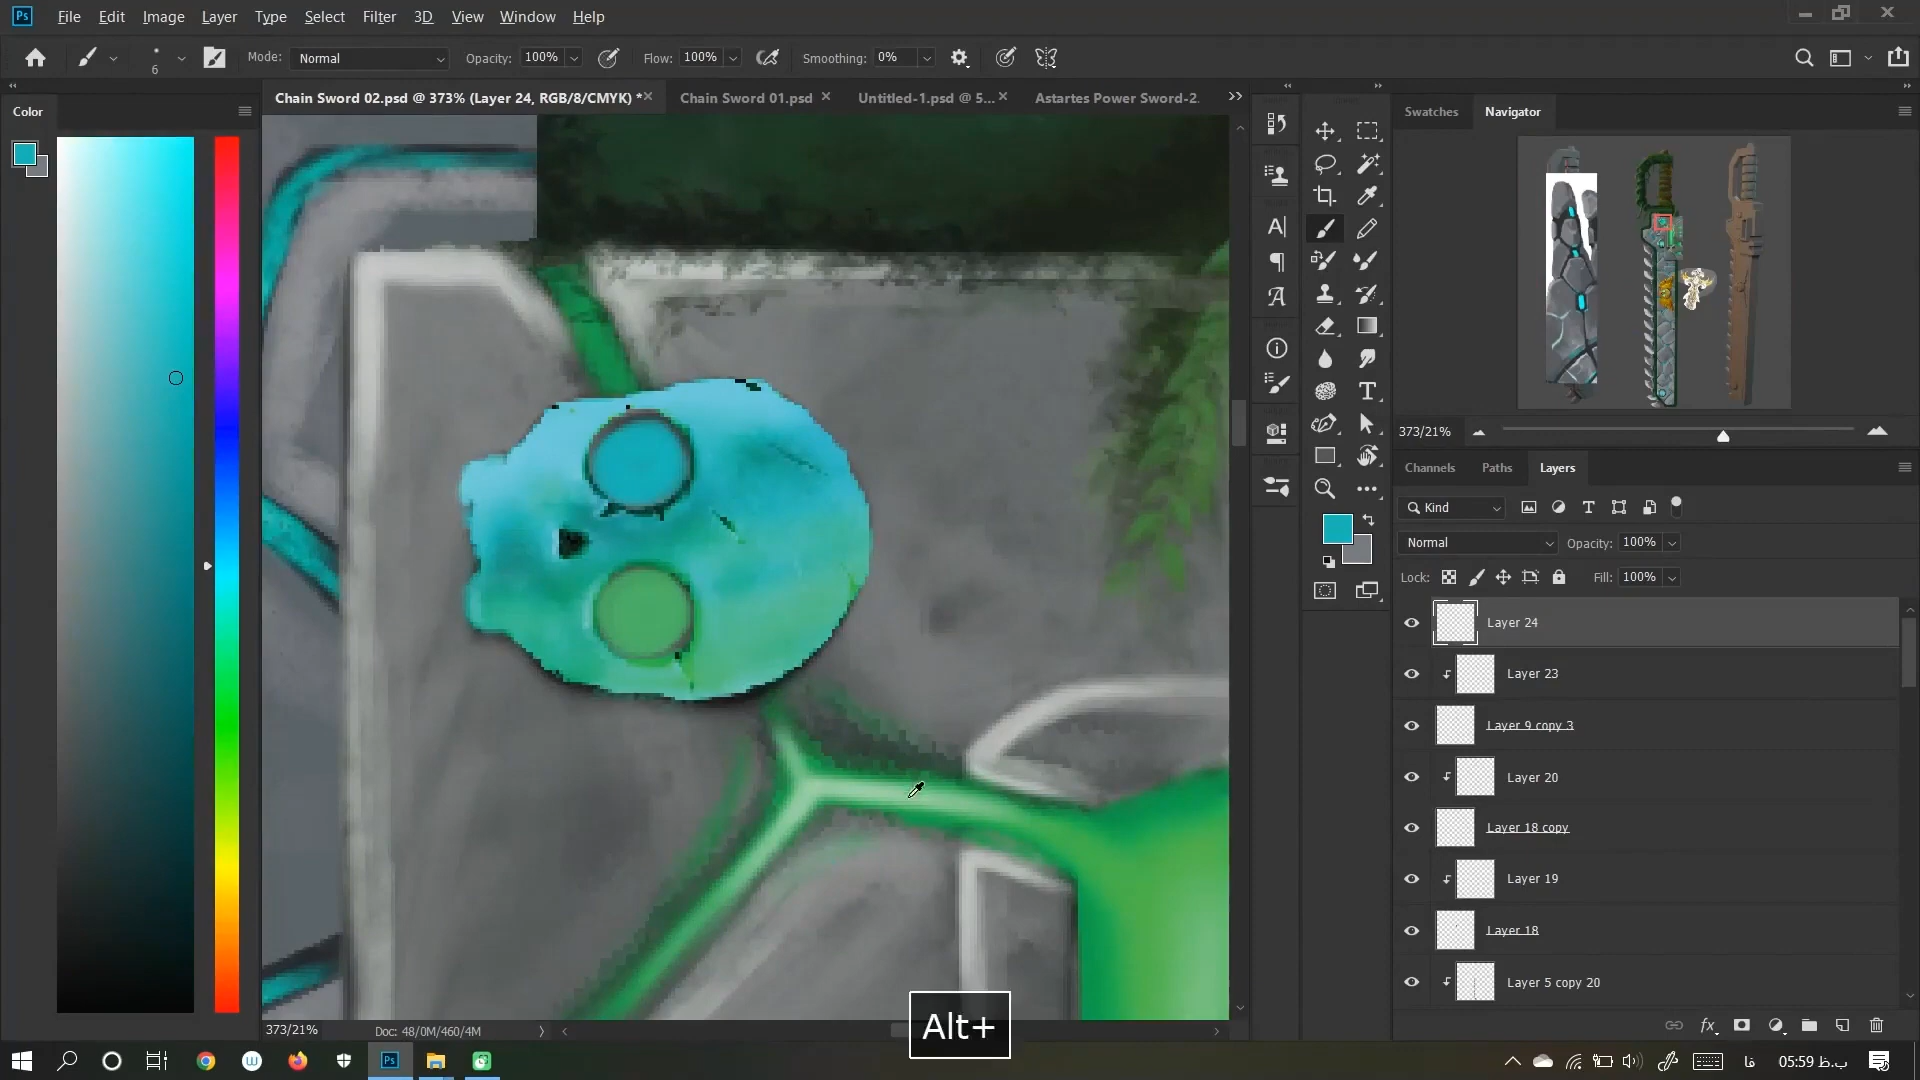 Ps File Edit Image Layer Type Select Filter 3D View Window Help
6 Mode: Normal Opacity: 100% Flow: 100% Smoothing: 0%
Chain Sword 02.psd @ 373% (Layer 24, RGB/8/CMYK) * Chain Sword 01.psd Untitled-1.psd @ 5... Astartes Power Sword-2.
Color
Swatches Navigator
373/21%
Channels Paths Layers
Kind
Normal Opacity: 100%
Lock: Fill: 100%
Layer 24
Layer 23
Layer 9 copy 3
Layer 20
Layer 18 copy
Layer 19
Layer 18
Layer 5 copy 20
373/21% Doc: 48/0M/460/4M
Alt+
Ps
فا 05:59 ب.ظ